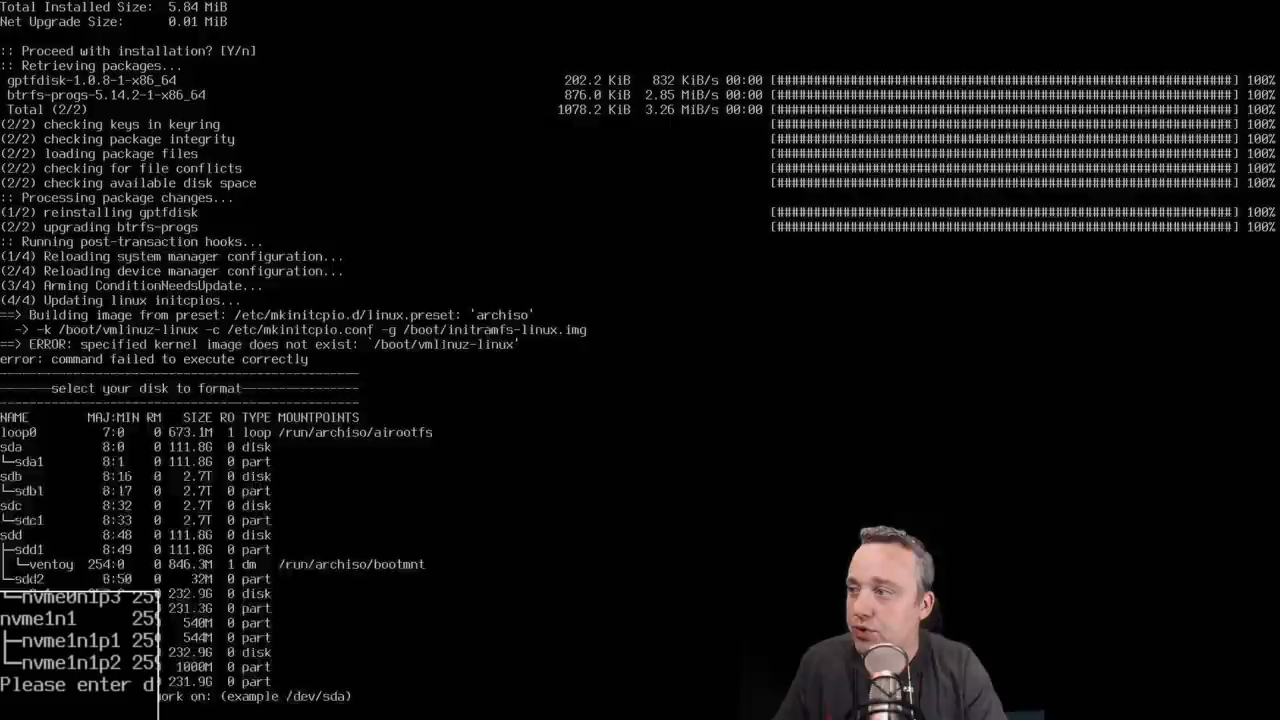 Total Installed Size:  5.84 MiB
Net Upgrade Size:      0.01 MiB
:: Proceed with installation? [Y/n]
:: Retrieving packages...
gptfdisk-1.0.8-1-x86_64 202.2 KiB 832 KiB/s 00:00 [################################################################] 100%
btrfs-progs-5.14.2-1-x86_64 876.0 KiB 2.85 MiB/s 00:00 [################################################################] 100%
Total (2/2) 1078.2 KiB 3.26 MiB/s 00:00 [################################################################] 100%
(2/2) checking keys in keyring [################################################################] 100%
(2/2) checking package integrity [################################################################] 100%
(2/2) loading package files [################################################################] 100%
(2/2) checking for file conflicts [################################################################] 100%
(2/2) checking available disk space [################################################################] 100%
:: Processing package changes...
(1/2) reinstalling gptfdisk [################################################################] 100%
(2/2) upgrading btrfs-progs [################################################################] 100%
:: Running post-transaction hooks...
(1/4) Reloading system manager configuration...
(2/4) Reloading device manager configuration...
(3/4) Arming ConditionNeedsUpdate...
(4/4) Updating linux initcpios...
==> Building image from preset: /etc/mkinitcpio.d/linux.preset: 'archiso'
-> -k /boot/vmlinuz-linux -c /etc/mkinitcpio.conf -g /boot/initramfs-linux.img
==> ERROR: specified kernel image does not exist: `/boot/vmlinuz-linux'
error: command failed to execute correctly
-------------------------------------------------
-------select your disk to format----------------
-------------------------------------------------
NAME MAJ:MIN RM SIZE RO TYPE MOUNTPOINTS
loop0 7:0 0 673.1M 1 loop /run/archiso/airootfs
sda 8:0 0 111.8G 0 disk
└─sda1 8:1 0 111.8G 0 part
sdb 8:16 0 2.7T 0 disk
└─sdb1 8:17 0 2.7T 0 part
sdc 8:32 0 2.7T 0 disk
└─sdc1 8:33 0 2.7T 0 part
sdd 8:48 0 111.8G 0 disk
├─sdd1 8:49 0 111.8G 0 part
│ └─ventoy 254:0 0 846.3M 1 dm /run/archiso/bootmnt
└─sdd2 8:50 0 32M 0 part
232.9G 0 disk
231.3G 0 part
540M 0 part
544M 0 part
232.9G 0 disk
1000M 0 part
231.9G 0 part
ork on: (example /dev/sda)
└─nvme0n1p3 259
nvme1n1 25
├─nvme1n1p1 259
└─nvme1n1p2 259
Please enter d